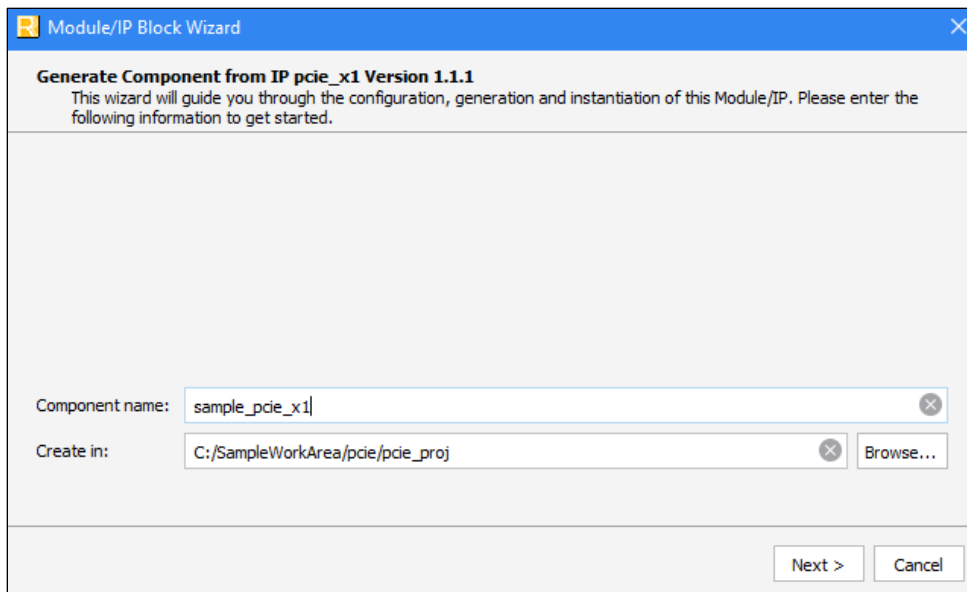 Module/IP Block Wizard
Generate Component from IP pcie_x1 Version 1.1.1
This wizard will guide you through the configuration, generation and instantiation of this Module/IP. Please enter the
following information to get started.
Component name: sample_pcie_x1
Create in: C:/SampleWorkArea/pcie/pcie_proj Browse...
Next > Cancel